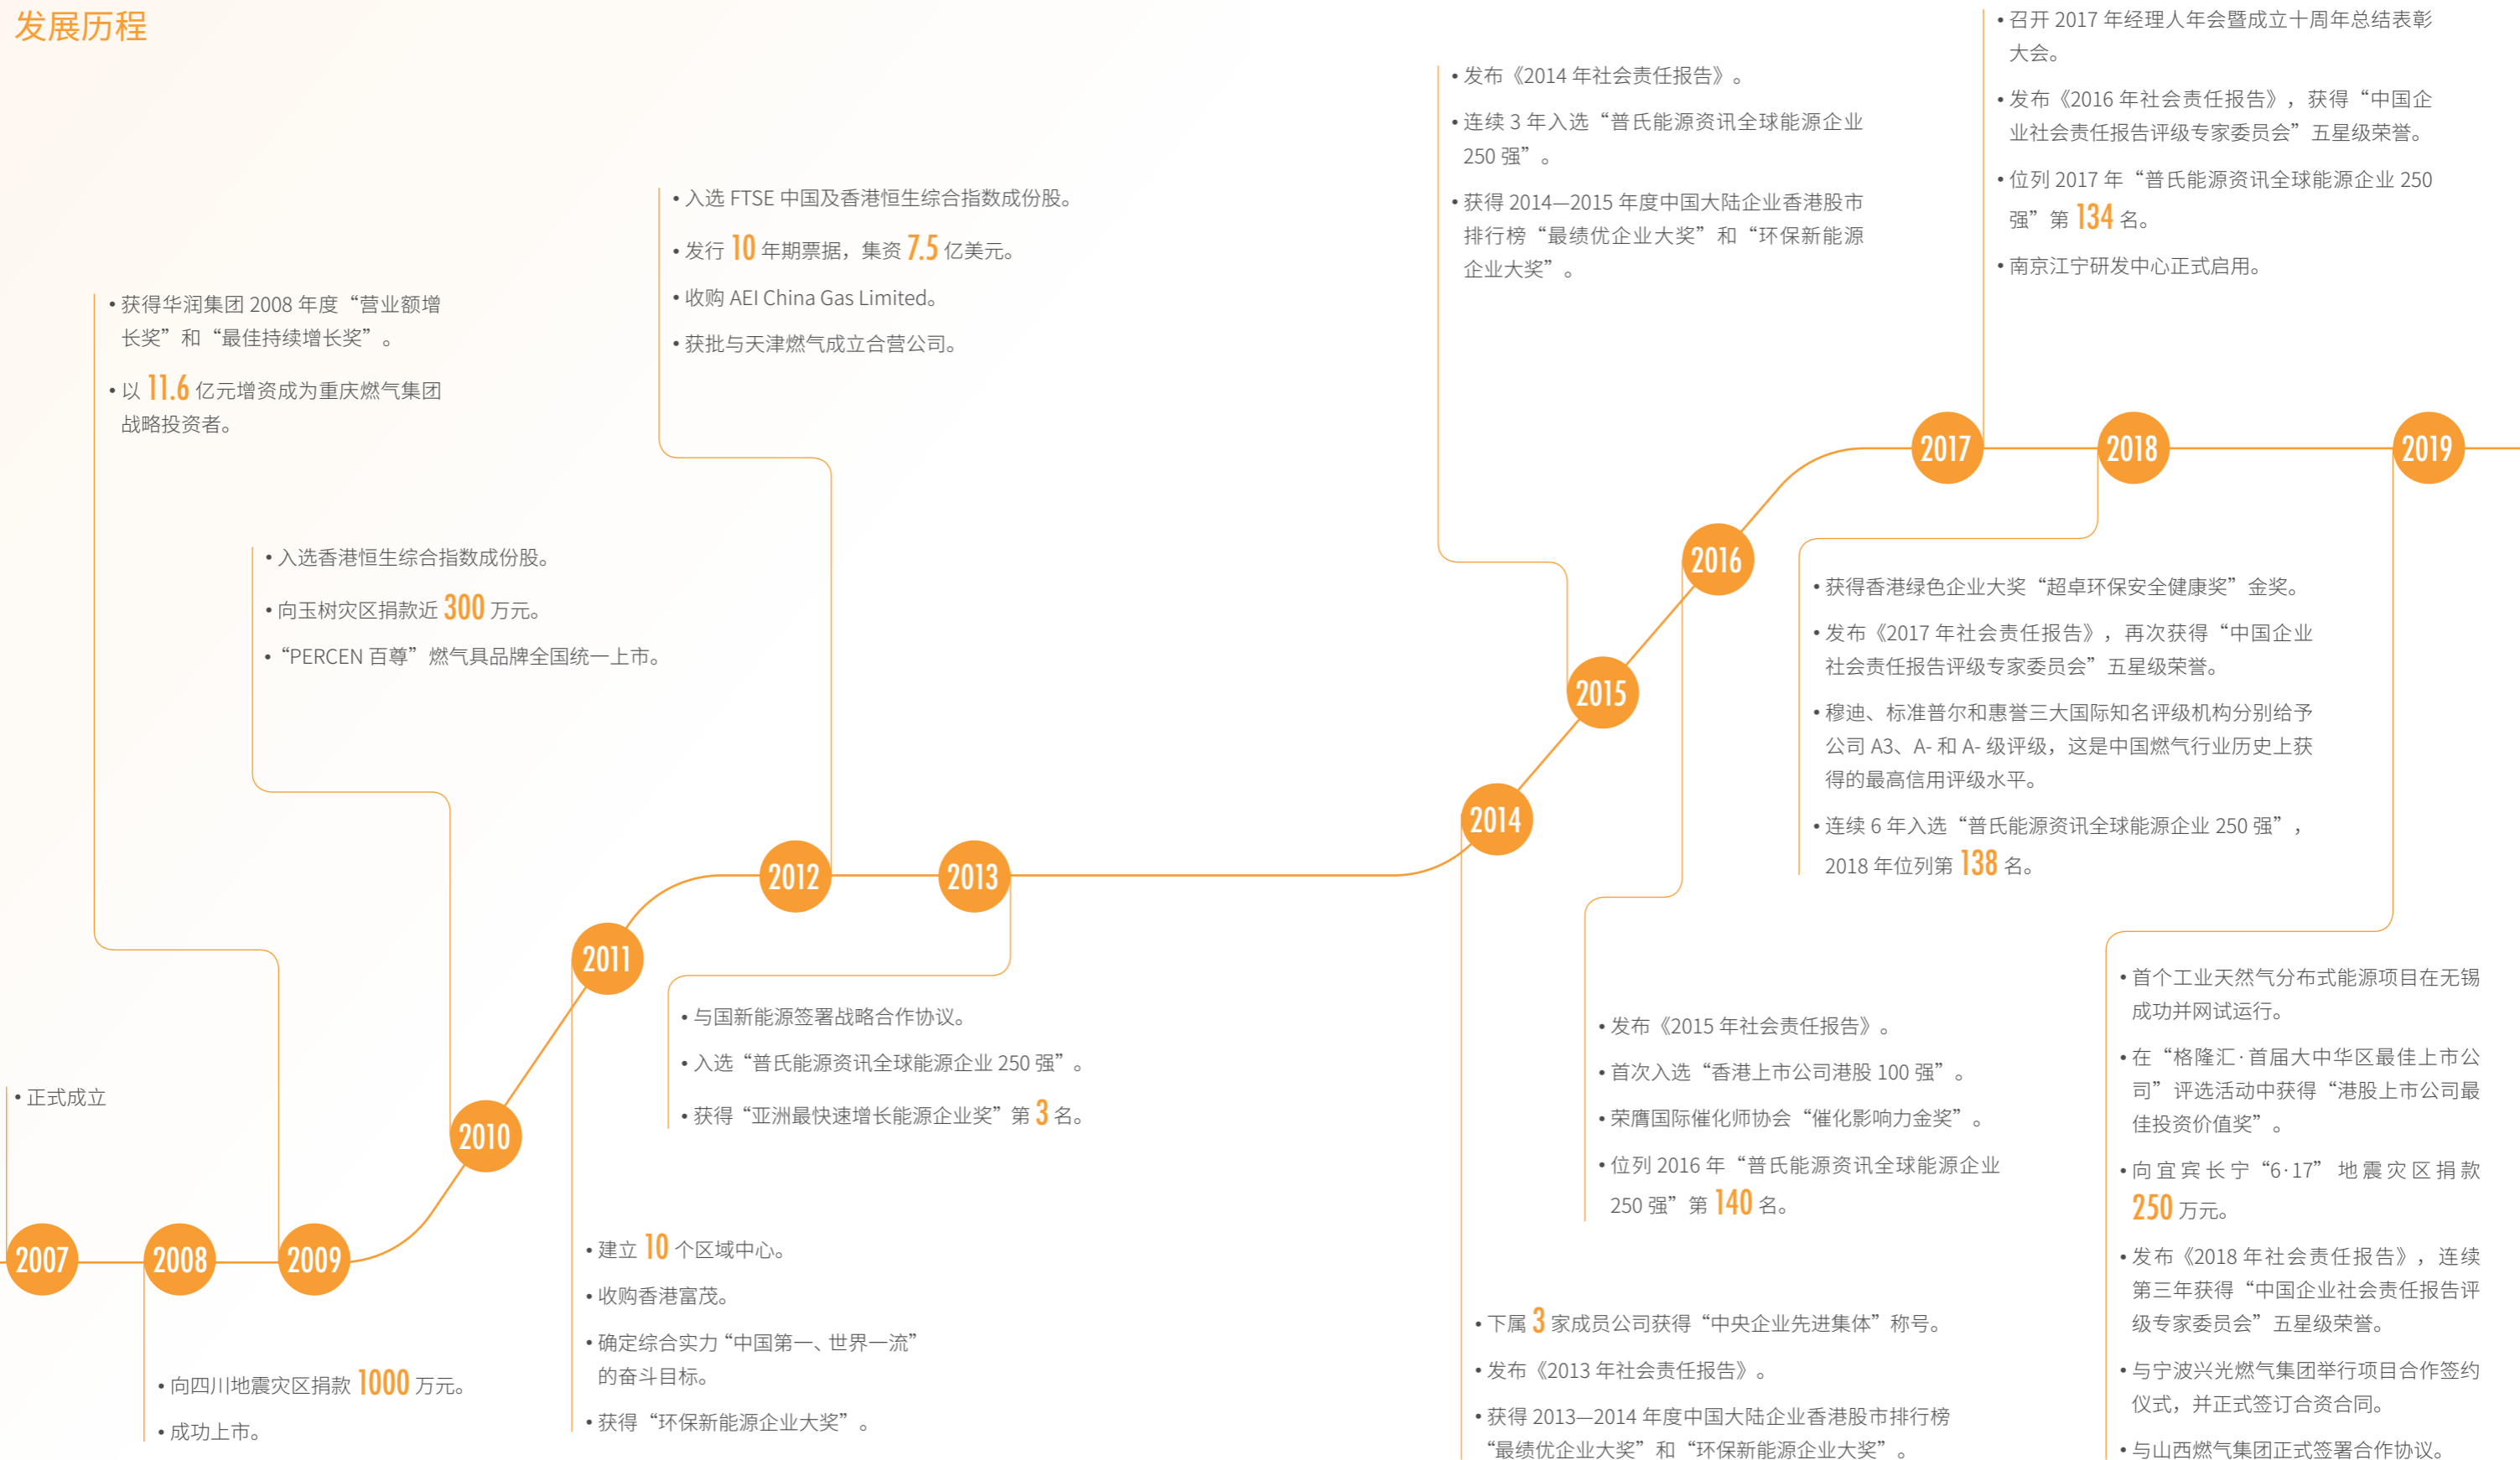 发展历程
2007
• 正式成立
2008
• 向四川地震灾区捐款 1000 万元。
• 成功上市。
2009
• 获得华润集团 2008 年度“营业额增
长奖”和“最佳持续增长奖”。
• 以 11.6 亿元增资成为重庆燃气集团
战略投资者。
2010
• 入选香港恒生综合指数成份股。
• 向玉树灾区捐款近 300 万元。
• “PERCEN 百尊”燃气具品牌全国统一上市。
2011
• 建立 10 个区域中心。
• 收购香港富茂。
• 确定综合实力“中国第一、世界一流”
的奋斗目标。
• 获得“环保新能源企业大奖”。
2012
• 入选 FTSE 中国及香港恒生综合指数成份股。
• 发行 10 年期票据，集资 7.5 亿美元。
• 收购 AEI China Gas Limited。
• 获批与天津燃气成立合营公司。
2013
• 与国新能源签署战略合作协议。
• 入选“普氏能源资讯全球能源企业 250 强”。
• 获得“亚洲最快速增长能源企业奖”第 3 名。
2014
• 下属 3 家成员公司获得“中央企业先进集体”称号。
• 发布《2013 年社会责任报告》。
• 获得 2013—2014 年度中国大陆企业香港股市排行榜
“最绩优企业大奖”和“环保新能源企业大奖”。
2015
• 发布《2014 年社会责任报告》。
• 连续 3 年入选“普氏能源资讯全球能源企业
250 强”。
• 获得 2014—2015 年度中国大陆企业香港股市
排行榜“最绩优企业大奖”和“环保新能源
企业大奖”。
2016
• 发布《2015 年社会责任报告》。
• 首次入选“香港上市公司港股 100 强”。
• 荣膺国际催化师协会“催化影响力金奖”。
• 位列 2016 年“普氏能源资讯全球能源企业
250 强”第 140 名。
2017
• 召开 2017 年经理人年会暨成立十周年总结表彰
大会。
• 发布《2016 年社会责任报告》，获得“中国企
业社会责任报告评级专家委员会”五星级荣誉。
• 位列 2017 年“普氏能源资讯全球能源企业 250
强”第 134 名。
• 南京江宁研发中心正式启用。
2018
• 获得香港绿色企业大奖“超卓环保安全健康奖”金奖。
• 发布《2017 年社会责任报告》，再次获得“中国企业
社会责任报告评级专家委员会”五星级荣誉。
• 穆迪、标准普尔和惠誉三大国际知名评级机构分别给予
公司 A3、A- 和 A- 级评级，这是中国燃气行业历史上获
得的最高信用评级水平。
• 连续 6 年入选“普氏能源资讯全球能源企业 250 强”，
2018 年位列第 138 名。
2019
• 首个工业天然气分布式能源项目在无锡
成功并网试运行。
• 在“格隆汇·首届大中华区最佳上市公
司”评选活动中获得“港股上市公司最
佳投资价值奖”。
• 向宜宾长宁“6·17”地震灾区捐款
250 万元。
• 发布《2018 年社会责任报告》，连续
第三年获得“中国企业社会责任报告评
级专家委员会”五星级荣誉。
• 与宁波兴光燃气集团举行项目合作签约
仪式，并正式签订合资合同。
• 与山西燃气集团正式签署合作协议。